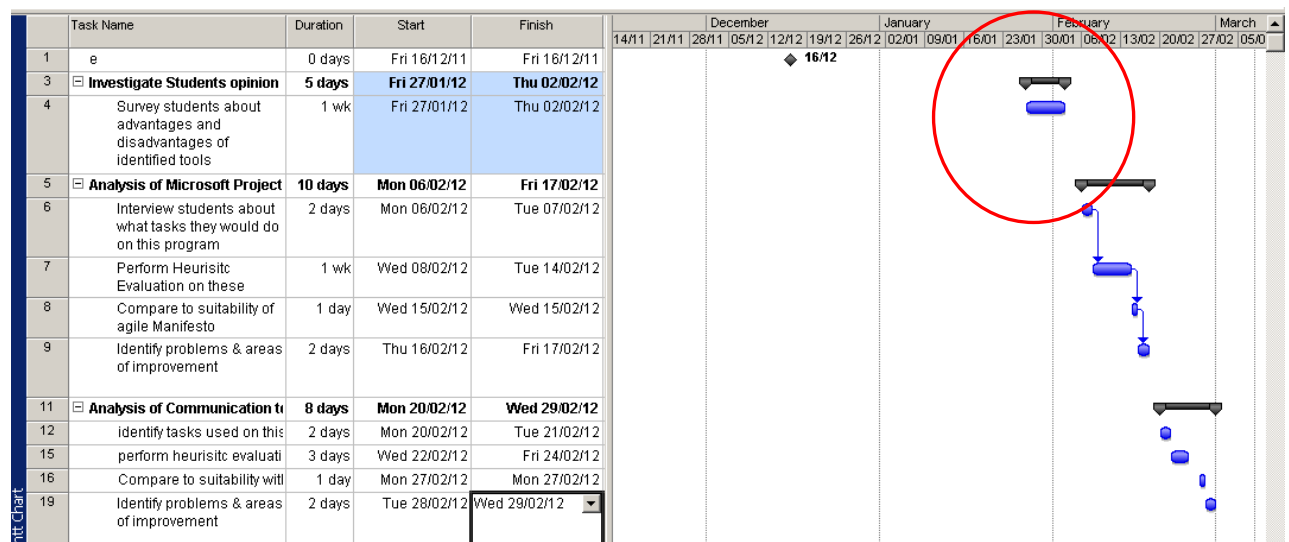 Task Name Duration Start Finish December January February March
14/11 21/11 28/11 05/12 12/12 19/12 26/12 02/01 09/01 16/01 23/01 30/01 06/02 13/02 20/02 27/02 05/0
1 e 0 days Fri 16/12/11 Fri 16/12/11 16/12
3 Investigate Students opinion 5 days Fri 27/01/12 Thu 02/02/12
4 Survey students about 1 wk Fri 27/01/12 Thu 02/02/12
advantages and
disadvantages of
identified tools
5 Analysis of Microsoft Project 10 days Mon 06/02/12 Fri 17/02/12
6 Interview students about 2 days Mon 06/02/12 Tue 07/02/12
what tasks they would do
on this program
7 Perform Heurisitc 1 wk Wed 08/02/12 Tue 14/02/12
Evaluation on these
8 Compare to suitability of 1 day Wed 15/02/12 Wed 15/02/12
agile Manifesto
9 Identify problems & areas 2 days Thu 16/02/12 Fri 17/02/12
of improvement
11 Analysis of Communication to 8 days Mon 20/02/12 Wed 29/02/12
12 identify tasks used on this 2 days Mon 20/02/12 Tue 21/02/12
15 perform heurisitc evaluati 3 days Wed 22/02/12 Fri 24/02/12
16 Compare to suitability witl 1 day Mon 27/02/12 Mon 27/02/12
19 Identify problems & areas 2 days Tue 28/02/12 Wed 29/02/12
of improvement
ntt Chart